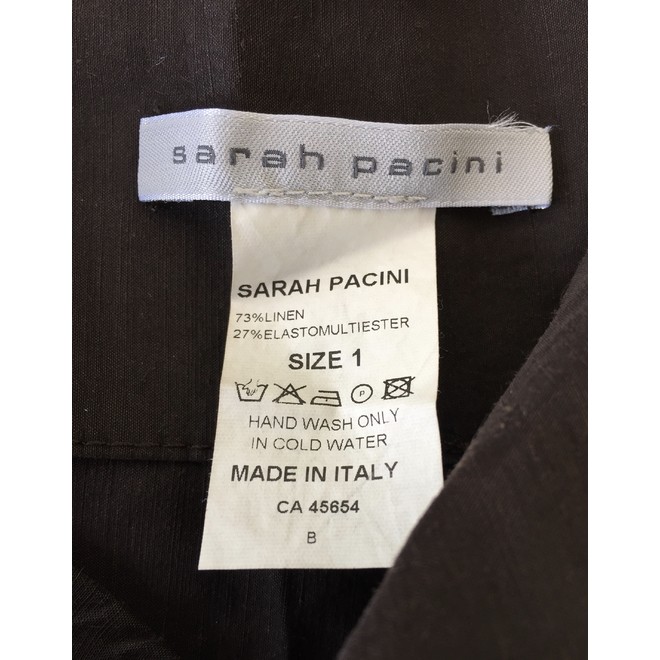 sarah pacini
SARAH PACINI
73%LINEN
27%ELASTOMULTIESTER
SIZE 1
P
HAND WASH ONLY
IN COLD WATER
MADE IN ITALY
CA 45654
B